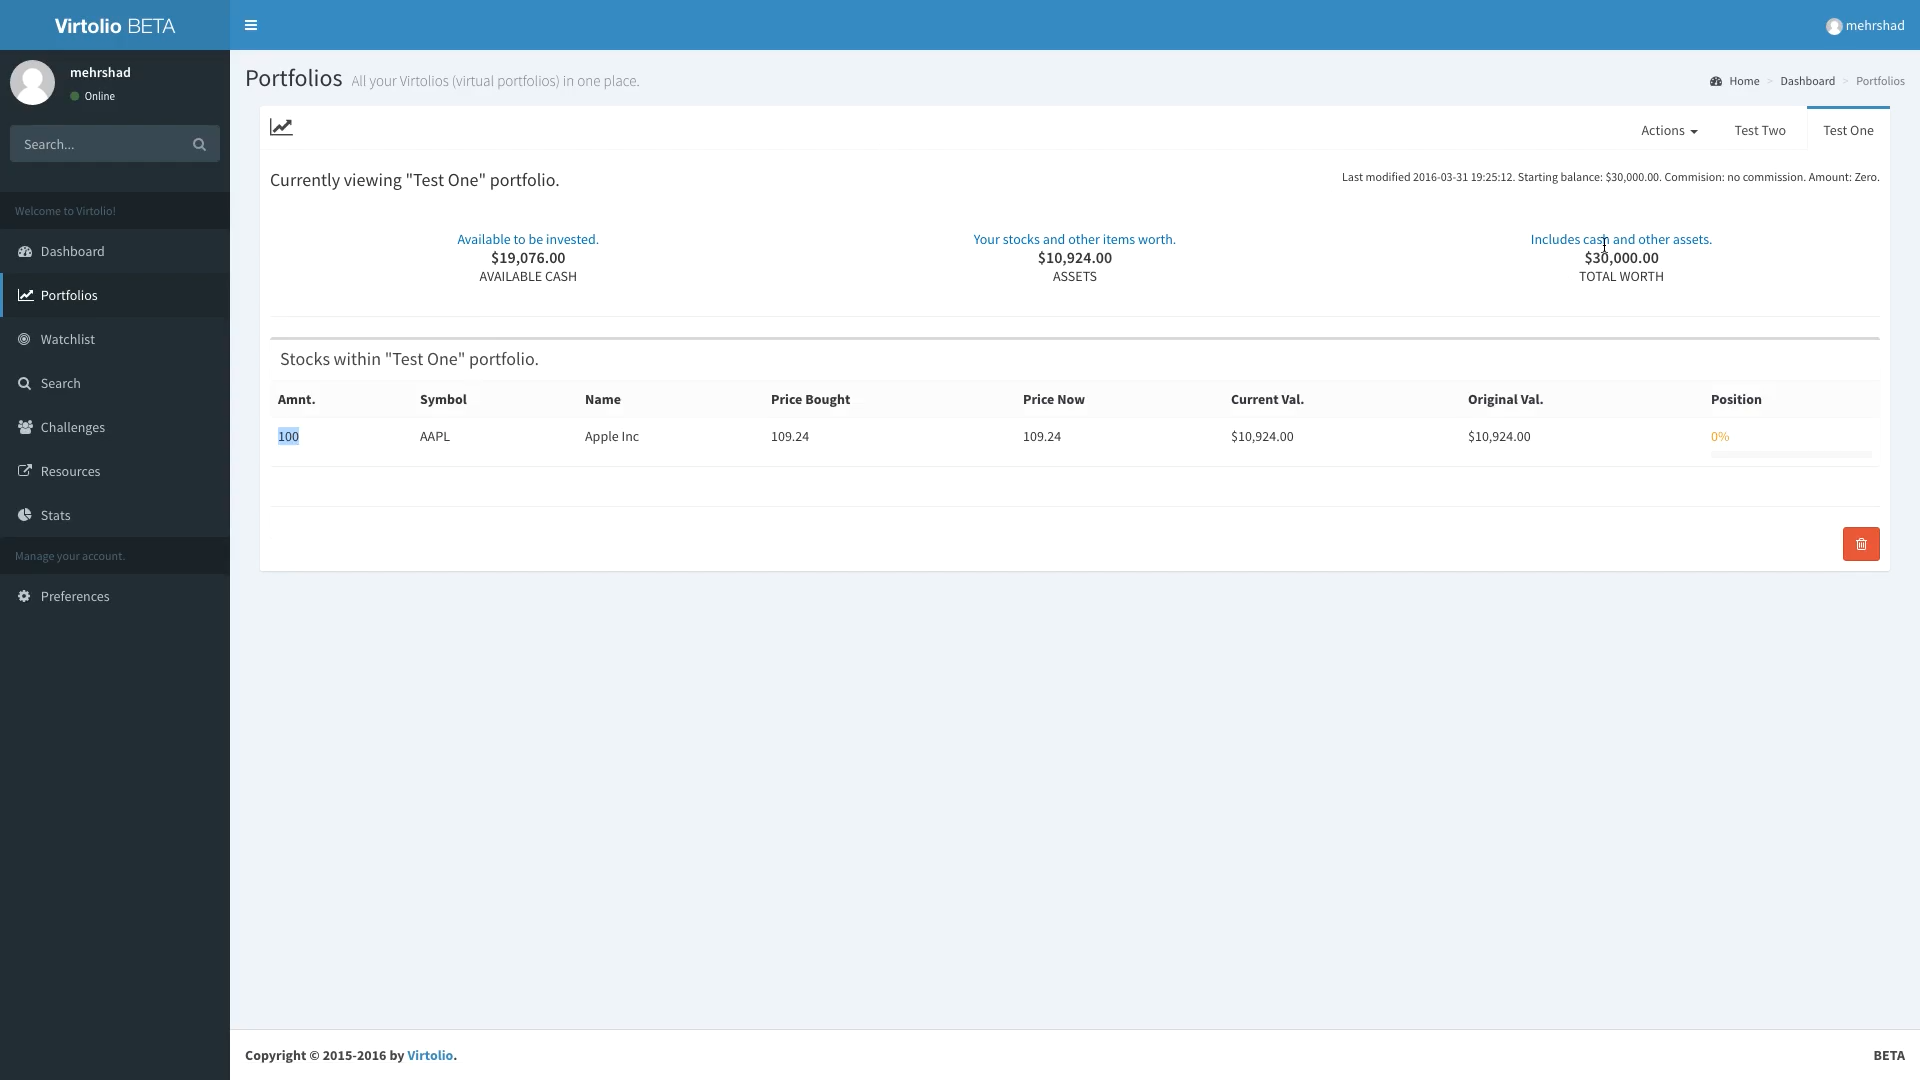 Virtolio BETA
mehrshad
mehrshad
Online
Search...
Welcome to Virtolio!
Dashboard
Portfolios
Watchlist
Search
Challenges
Resources
Stats
Manage your account.
Preferences
Portfolios All your Virtolios (virtual portfolios) in one place.
Home > Dashboard > Portfolios
Actions Test Two Test One
Currently viewing "Test One" portfolio.
Last modified 2016-03-31 19:25:12. Starting balance: $30,000.00. Commision: no commission. Amount: Zero.
Available to be invested.
$19,076.00
AVAILABLE CASH
Your stocks and other items worth.
$10,924.00
ASSETS
Includes cash and other assets.
$30,000.00
TOTAL WORTH
Stocks within "Test One" portfolio.
Amnt. Symbol Name Price Bought Price Now Current Val. Original Val. Position
100 AAPL Apple Inc 109.24 109.24 $10,924.00 $10,924.00 0%
Copyright © 2015-2016 by Virtolio.
BETA